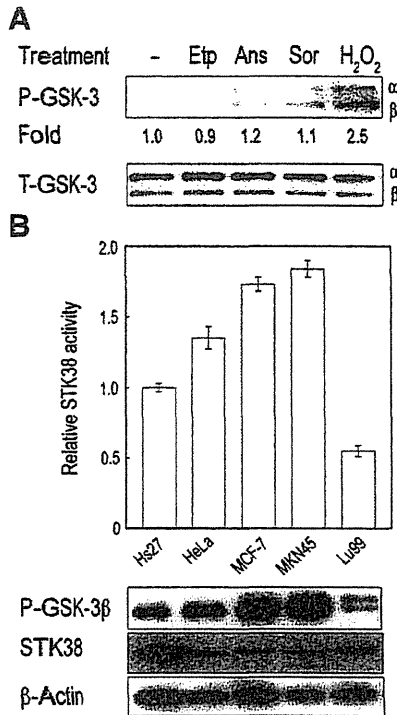 A
Treatment - Etp Ans Sor H₂O₂
P-GSK-3 α
β
Fold 1.0 0.9 1.2 1.1 2.5
T-GSK-3 α
β
B
Relative STK38 activity
2.0
1.5
1.0
0.5
0
Hs27 HeLa MCF-7 MKN45 Lu99
P-GSK-3β
STK38
β-Actin